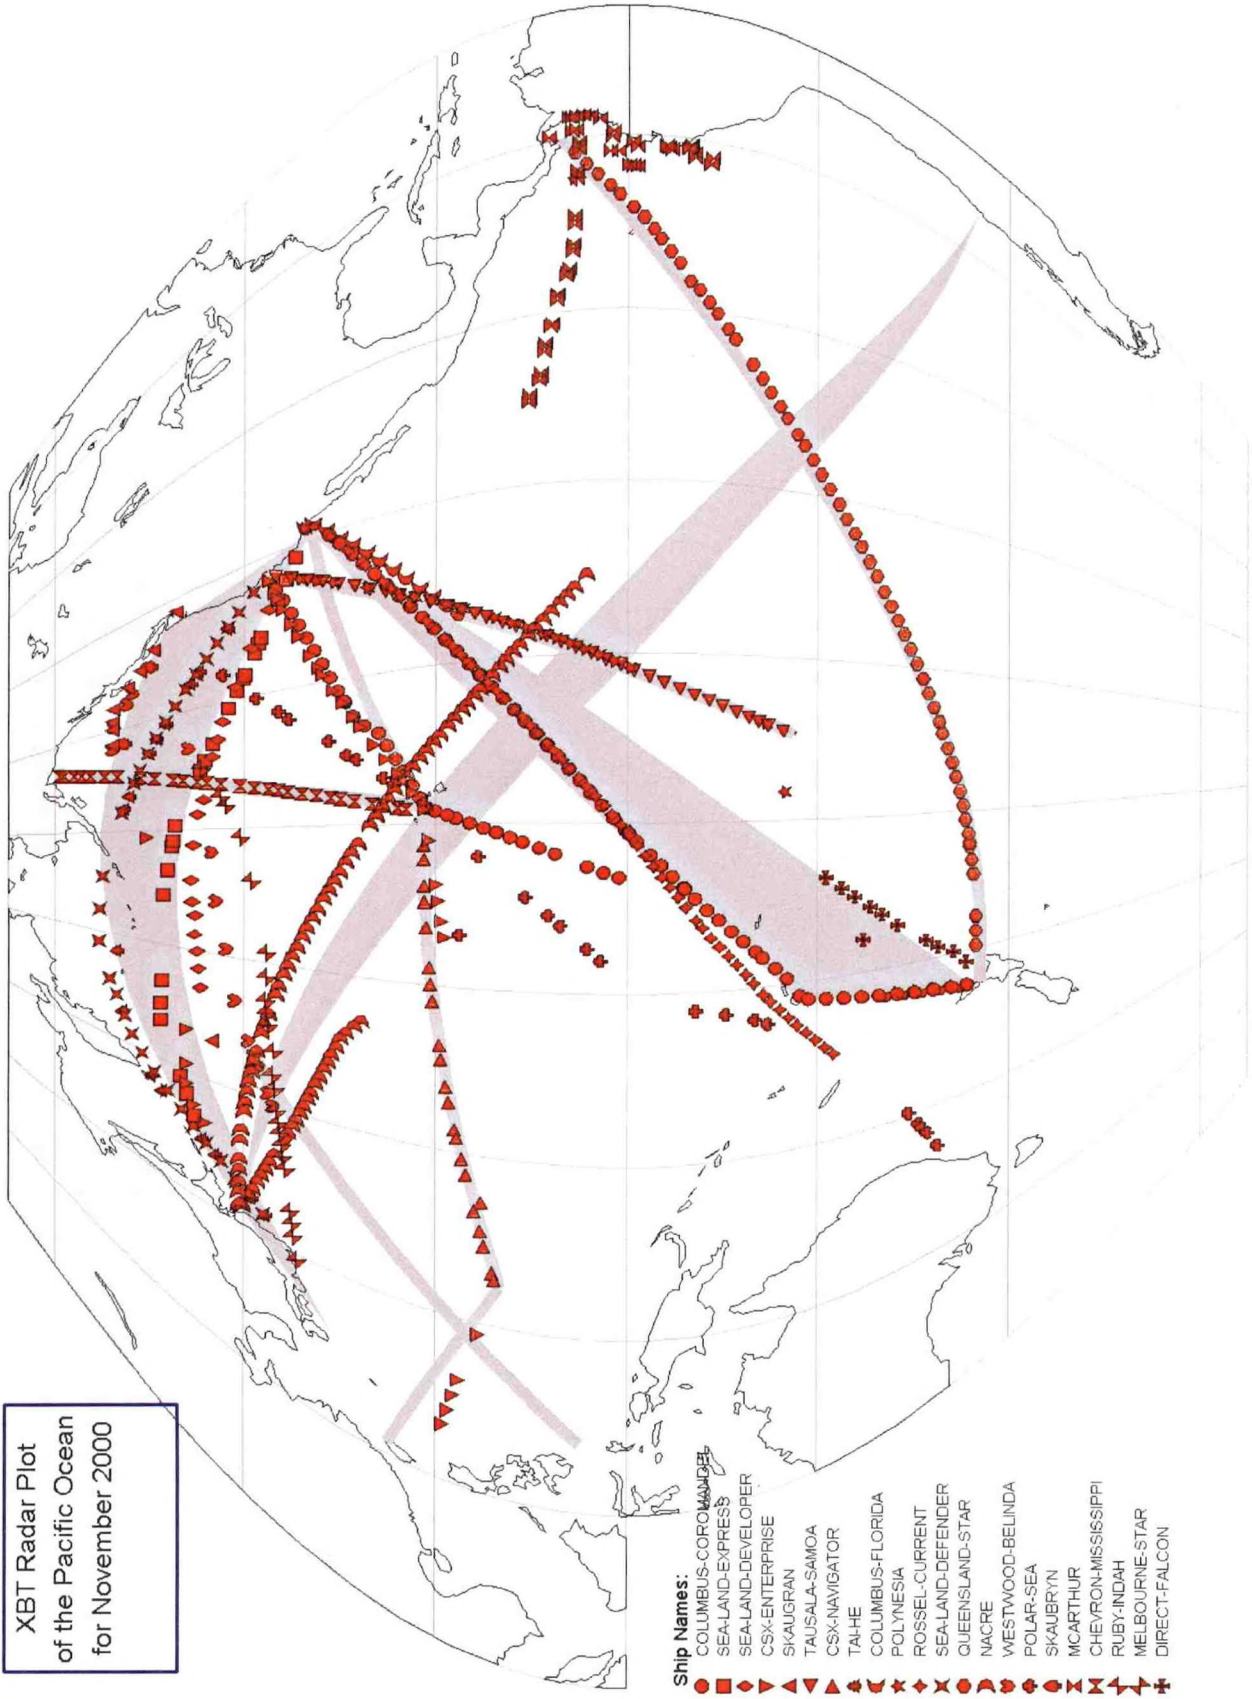 XBT Radar Plot
of the Pacific Ocean
for November 2000
Ship Names:
COLUMBUS-COROMANDEL
SEA-LAND-EXPRESS
SEA-LAND-DEVELOPER
CSX-ENTERPRISE
SKAUGRAN
TAUSALA-SAMOA
CSX-NAVIGATOR
TAI-HE
COLUMBUS-FLORIDA
POLYNESIA
ROSSEL-CURRENT
SEA-LAND-DEFENDER
QUEENSLAND-STAR
NACRE
WESTWOOD-BELINDA
POLAR-SEA
SKAUBRYN
MCARTHUR
CHEVRON-MISSISSIPPI
RUBY-INDAH
MELBOURNE-STAR
DIRECT-FALCON